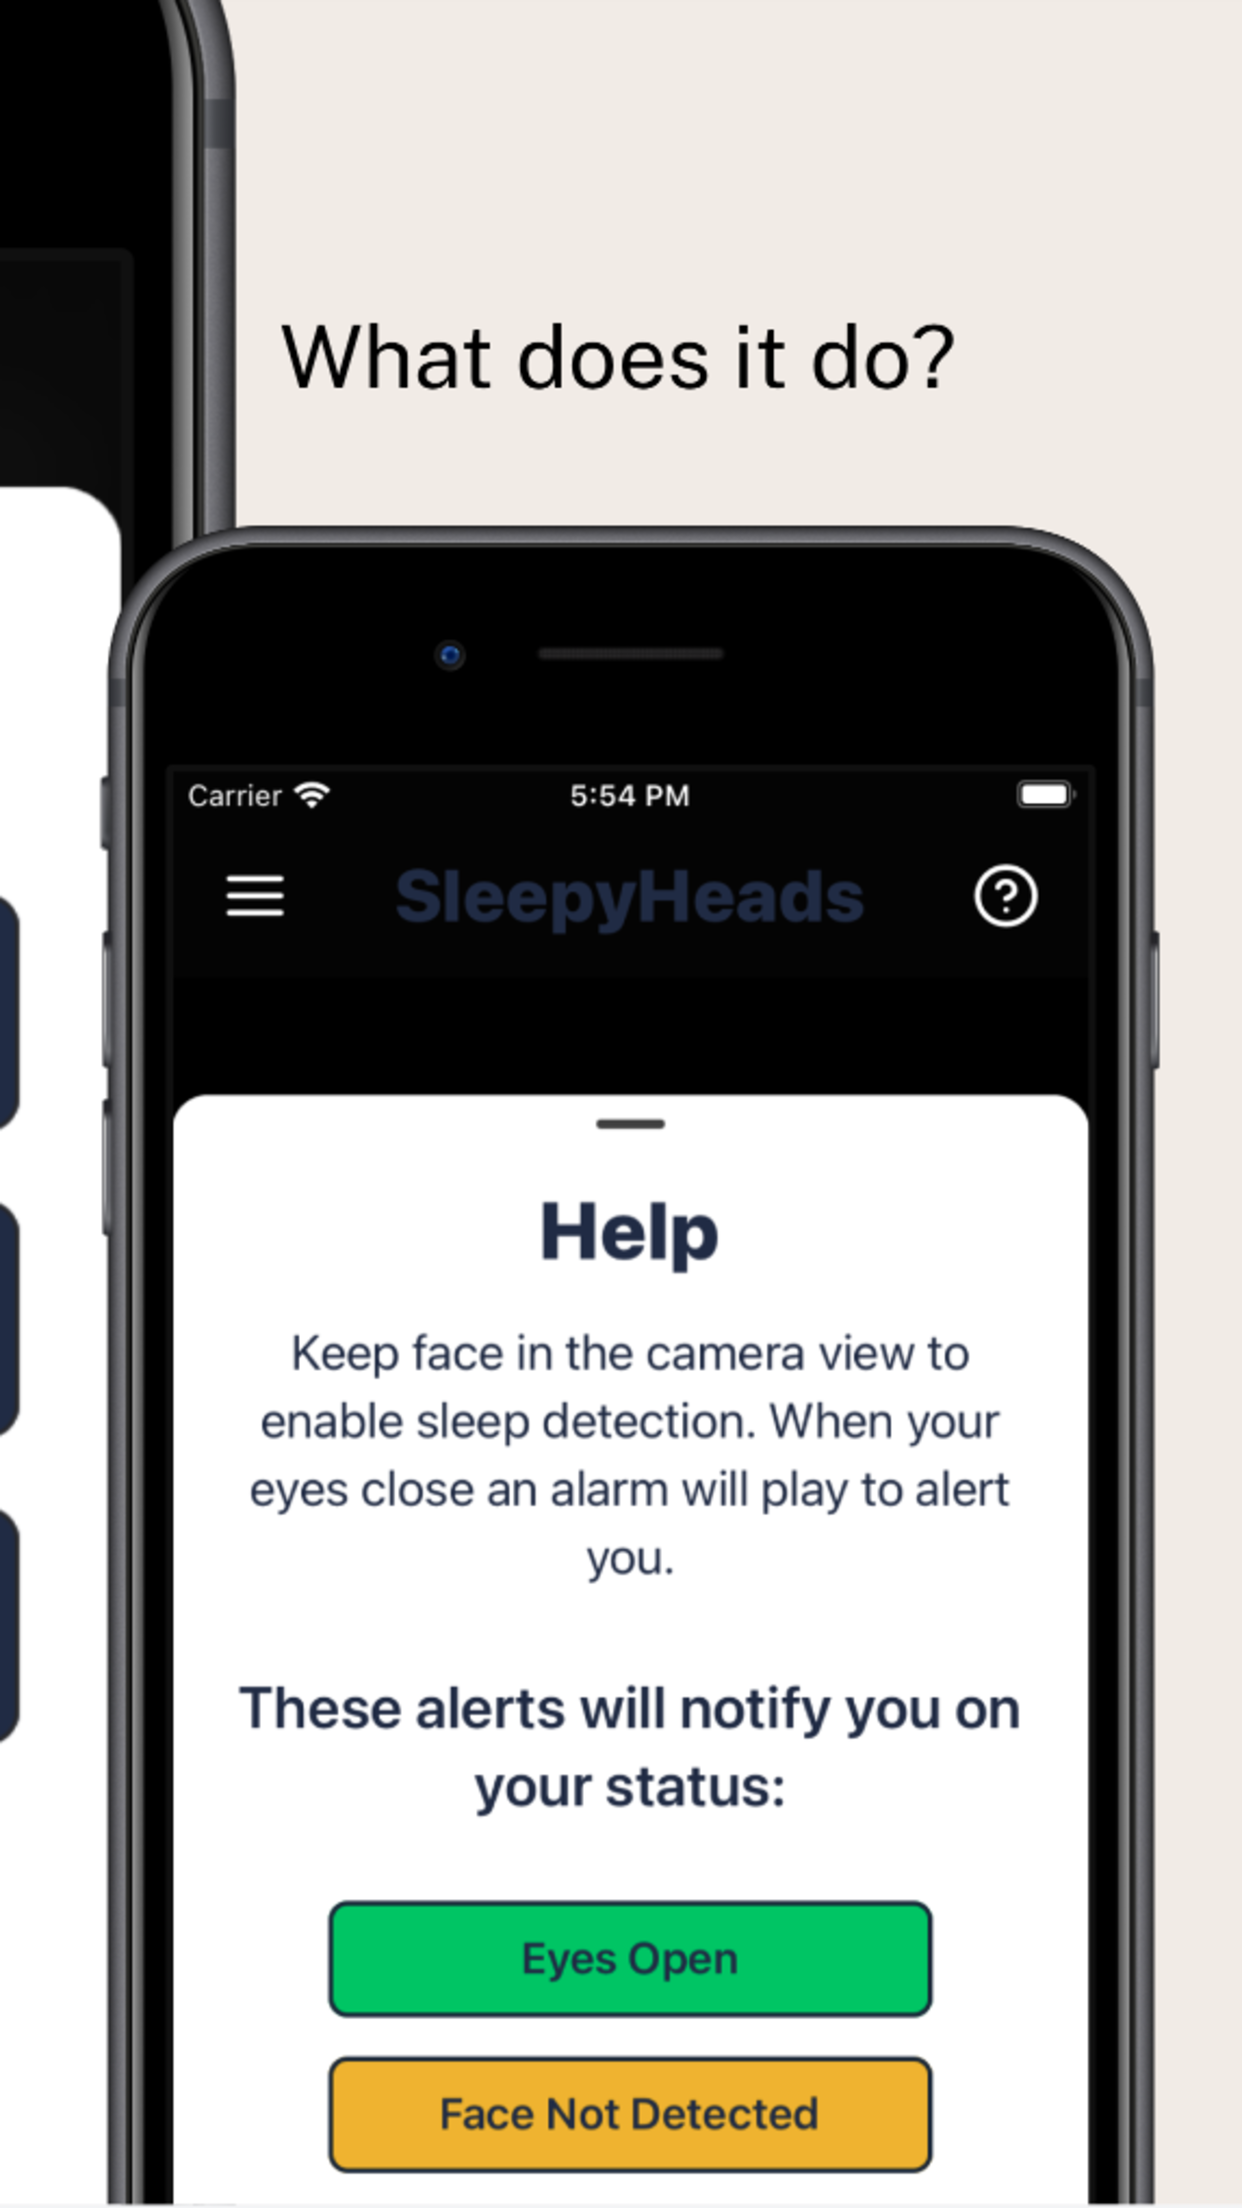 What does it do?
Carrier 5:54 PM
SleepyHeads
Help
Keep face in the camera view to
enable sleep detection. When your
eyes close an alarm will play to alert
you.
These alerts will notify you on
your status:
Eyes Open
Face Not Detected